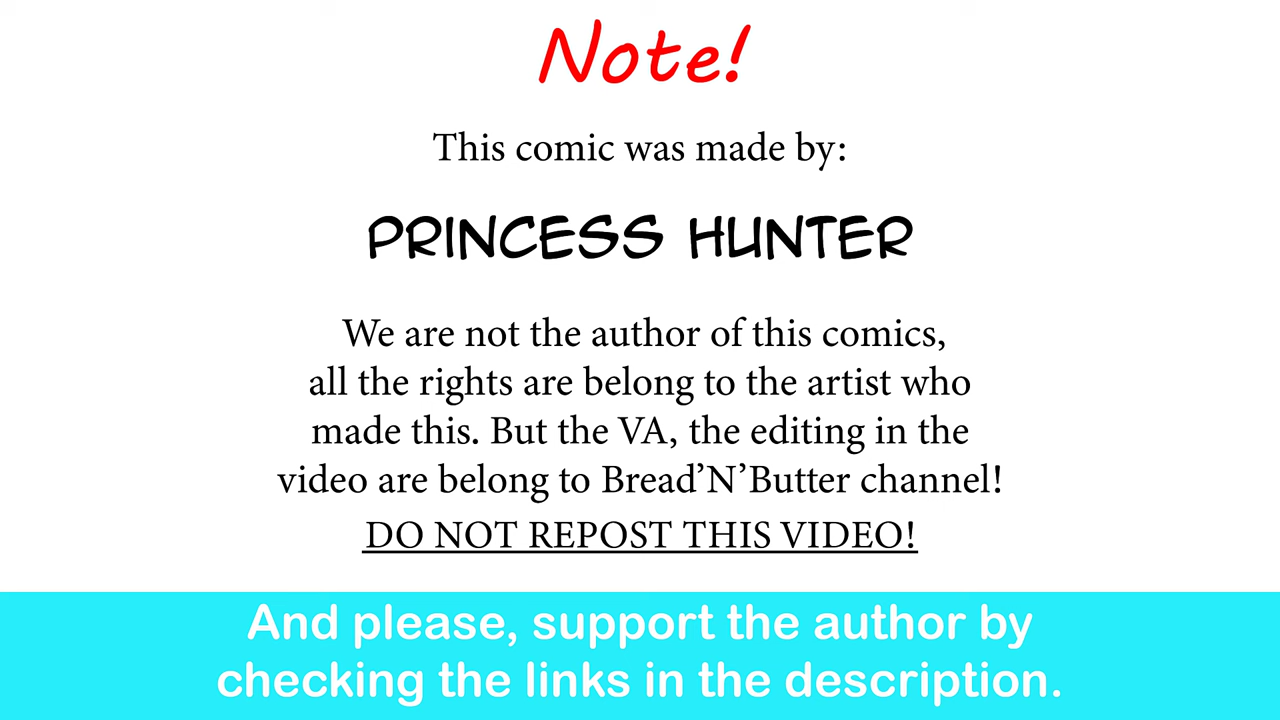 Note!
This comic was made by:
PRINCESS HUNTER
We are not the author of this comics,
all the rights are belong to the artist who
made this. But the VA, the editing in the
video are belong to Bread’N’Butter channel!
DO NOT REPOST THIS VIDEO!
And please, support the author by
checking the links in the description.